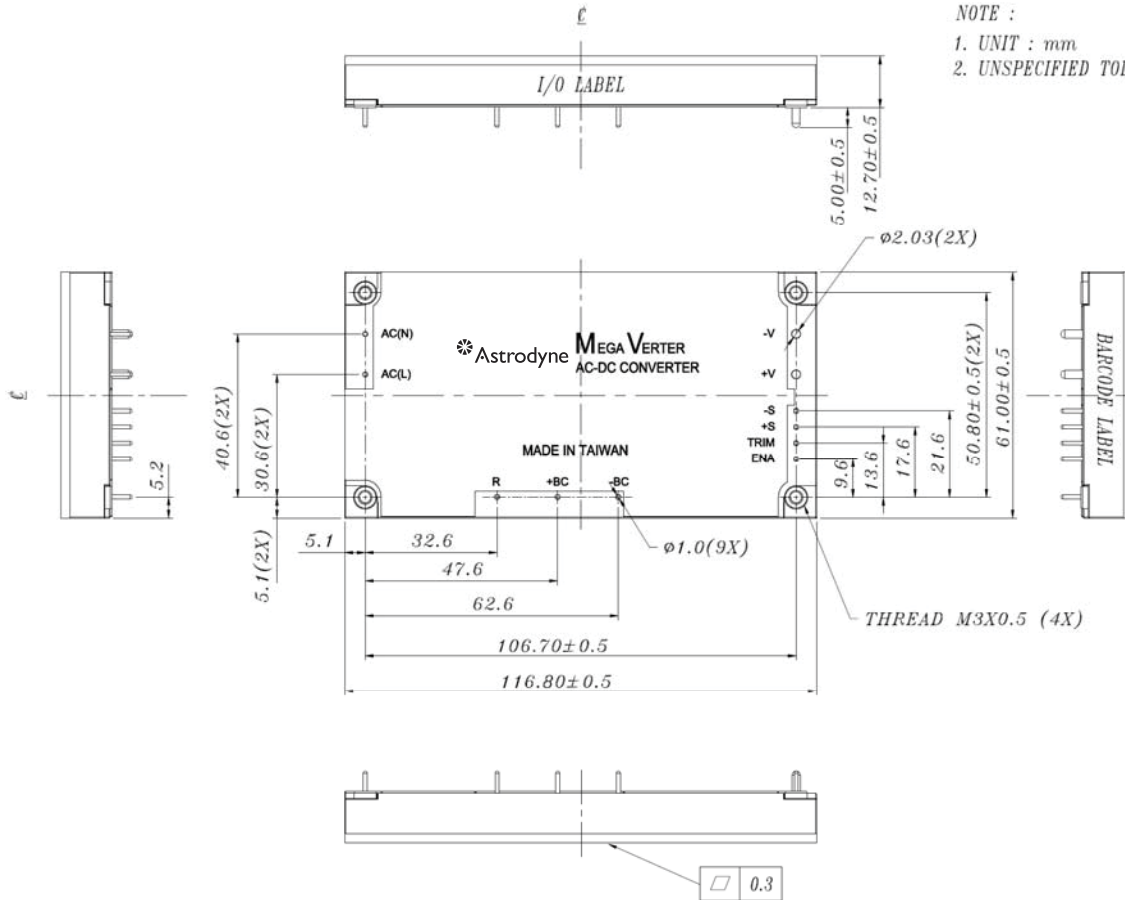 ℄
NOTE :
1. UNIT : mm
2. UNSPECIFIED
I/O LABEL
5.00±0.5
12.70±0.5
ø2.03(2X)
℄
40.6(2X)
30.6(2X)
5.2
5.1(2X)
AC(N)
AC(L)
Astrodyne
MEGA VERTER
AC-DC CONVERTER
MADE IN TAIWAN
-V
+V
-S
+S
TRIM
ENA
R
+BC
-BC
9.6
13.6
17.6
21.6
50.80±0.5(2X)
61.00±0.5
BARCODE LABEL
5.1
32.6
47.6
62.6
ø1.0(9X)
THREAD M3X0.5 (4X)
106.70±0.5
116.80±0.5
0.3